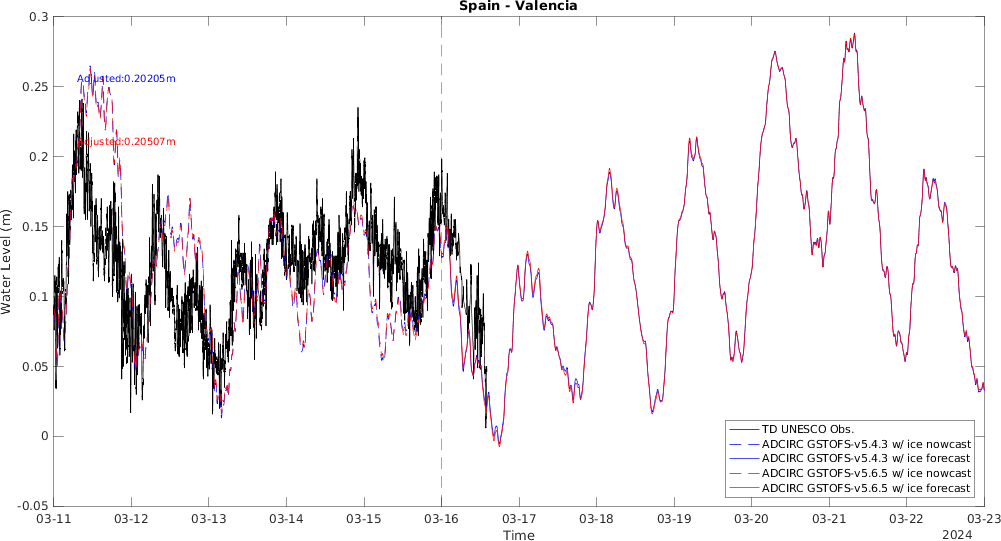 Spain - Valencia
0.3
0.25
0.2
0.15
0.1
0.05
0
-0.05
Water Level (m)
Adjusted:0.20205m
Adjusted:0.20507m
TD UNESCO Obs.
ADCIRC GSTOFS-v5.4.3 w/ ice nowcast
ADCIRC GSTOFS-v5.4.3 w/ ice forecast
ADCIRC GSTOFS-v5.6.5 w/ ice nowcast
ADCIRC GSTOFS-v5.6.5 w/ ice forecast
03-11 03-12 03-13 03-14 03-15 03-16 03-17 03-18 03-19 03-20 03-21 03-22 03-23
Time
2024